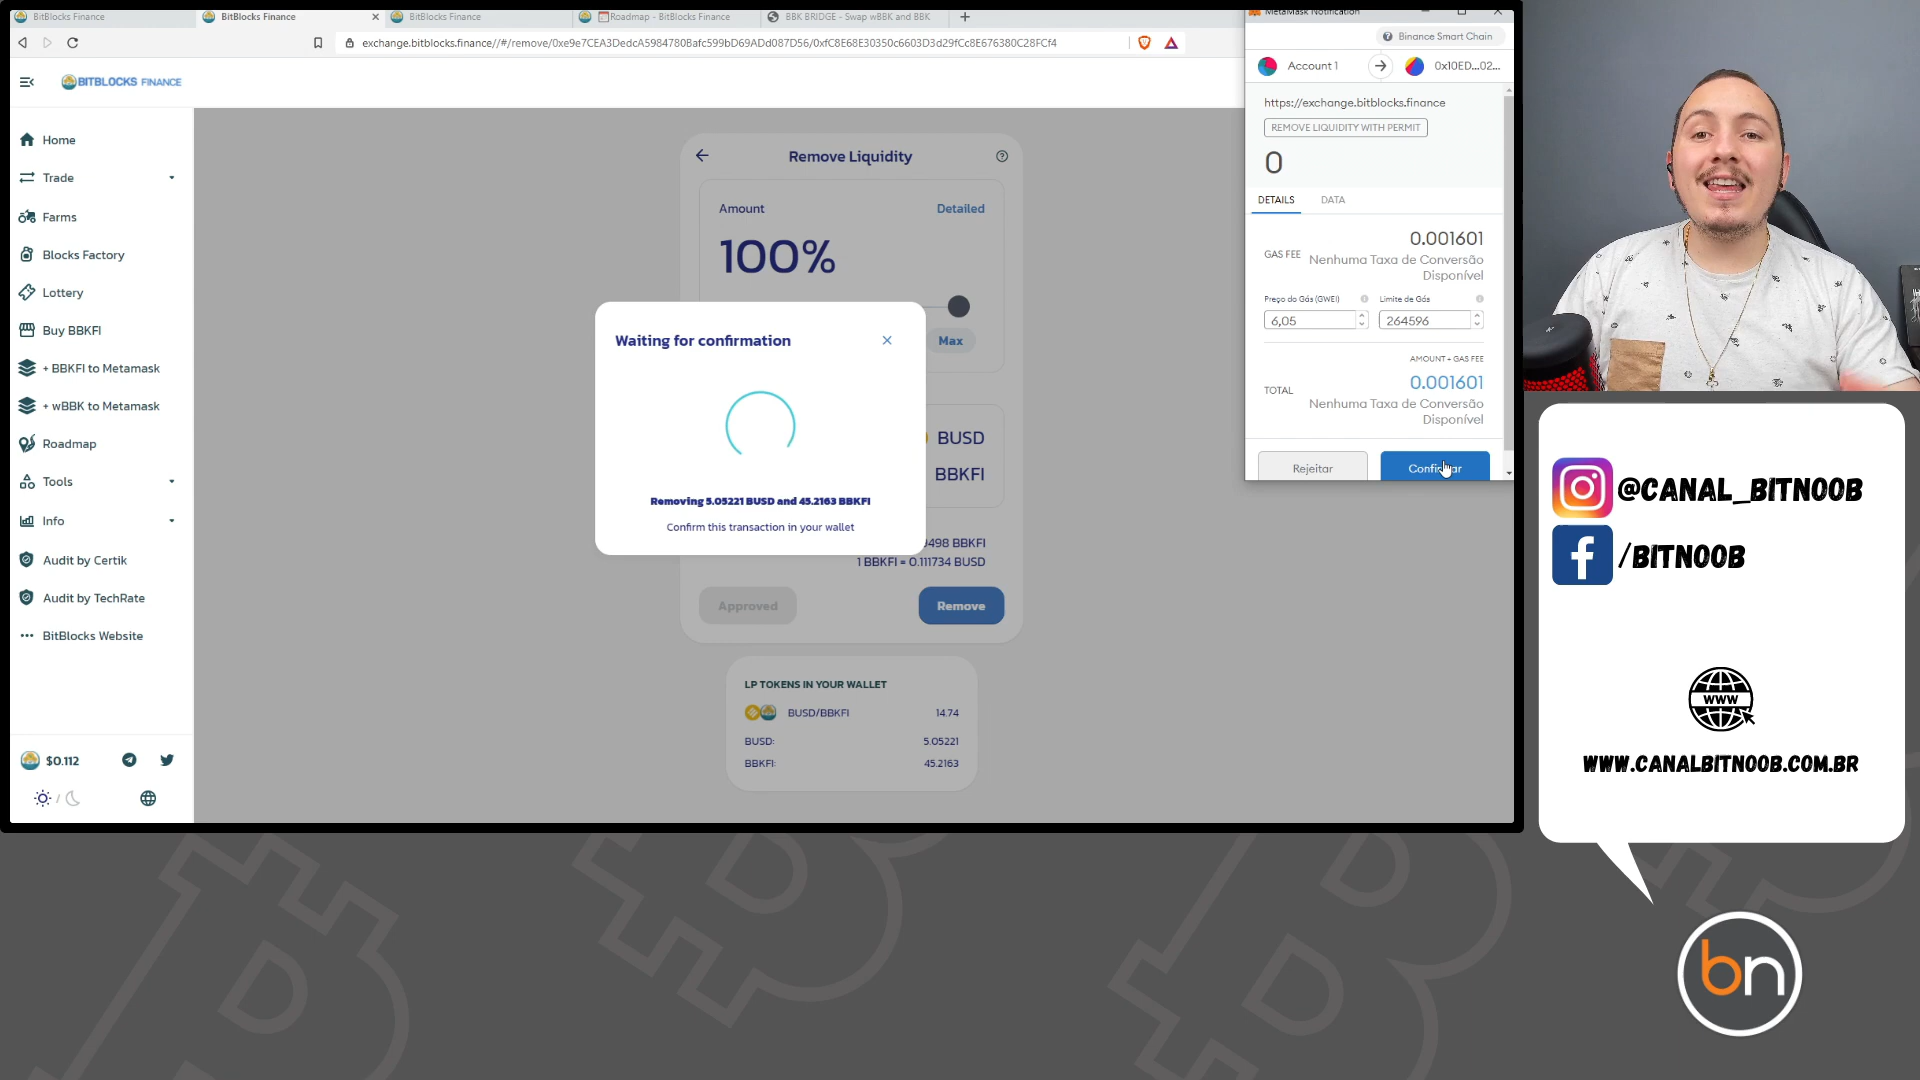 BitBlocks Finance
BitBlocks Finance
BitBlocks Finance
Roadmap - BitBlocks Finance
BBK BRIDGE - Swap wBBK and BBK
exchange.bitblocks.finance//#/remove/0xe9e7CEA3DedcA5984780Bafc599bD69ADd087D56/0xfC8E68E30350c6603D3d29fCc8E676380C28FCf4
BITBLOCKS FINANCE
Home
Trade
Farms
Blocks Factory
Lottery
Buy BBKFI
+ BBKFI to Metamask
+ wBBK to Metamask
Roadmap
Tools
Info
Audit by Certik
Audit by TechRate
BitBlocks Website
$0.112
/
Remove Liquidity
Amount
Detailed
100%
Max
BUSD
BBKFI
498 BBKFI
1 BBKFI = 0.111734 BUSD
Approved
Remove
Waiting for confirmation
Removing 5.05221 BUSD and 45.2163 BBKFI
Confirm this transaction in your wallet
LP TOKENS IN YOUR WALLET
BUSD/BBKFI 14.74
BUSD: 5.05221
BBKFI: 45.2163
MetaMask Notification
Binance Smart Chain
Account 1
0x10ED...02...
https://exchange.bitblocks.finance
REMOVE LIQUIDITY WITH PERMIT
0
DETAILS
DATA
0.001601
GAS FEE
Nenhuma Taxa de Conversão
Disponível
Preço do Gás (GWEI)
Limite de Gás
6,05
264596
AMOUNT + GAS FEE
0.001601
TOTAL
Nenhuma Taxa de Conversão
Disponível
Rejeitar
Confirmar
@CANAL_BITNOOB
/BITNOOB
WWW
WWW.CANALBITNOOB.COM.BR
bn